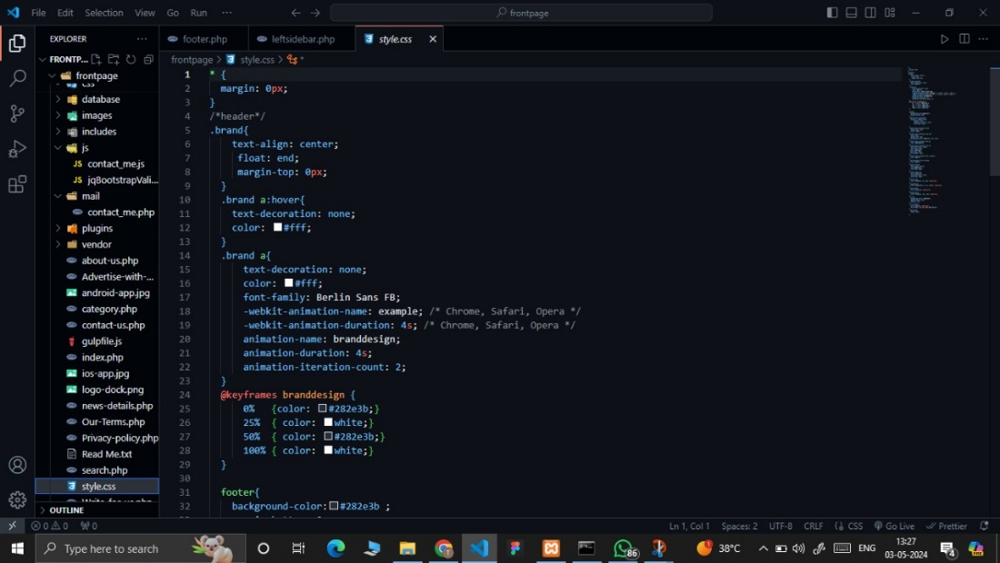 File Edit Selection View Go Run ··· frontpage
EXPLORER ···
FRONTP...
frontpage
css
database
images
includes
js
contact_me.js
jqBootstrapVali...
mail
contact_me.php
plugins
vendor
about-us.php
Advertise-with-...
android-app.jpg
category.php
contact-us.php
gulpfile.js
index.php
ios-app.jpg
logo-dock.png
news-details.php
Our-Terms.php
Privacy-policy.php
Read Me.txt
search.php
style.css
Write-for-us.php
OUTLINE
footer.php leftsidebar.php style.css
frontpage > style.css > *
1 * {
2 margin: 0px;
3 }
4 /*header*/
5 .brand{
6 text-align: center;
7 float: end;
8 margin-top: 0px;
9 }
10 .brand a:hover{
11 text-decoration: none;
12 color: #fff;
13 }
14 .brand a{
15 text-decoration: none;
16 color: #fff;
17 font-family: Berlin Sans FB;
18 -webkit-animation-name: example; /* Chrome, Safari, Opera */
19 -webkit-animation-duration: 4s; /* Chrome, Safari, Opera */
20 animation-name: branddesign;
21 animation-duration: 4s;
22 animation-iteration-count: 2;
23 }
24 @keyframes branddesign {
25 0% {color: #282e3b;}
26 25% { color: white;}
27 50% { color: #282e3b;}
28 100% { color: white;}
29 }
30
31 footer{
32 background-color: #282e3b ;
0 0 0 Ln 1, Col 1 Spaces: 2 UTF-8 CRLF CSS Go Live Prettier
Type here to search 86 38°C ENG 13:27 03-05-2024 4